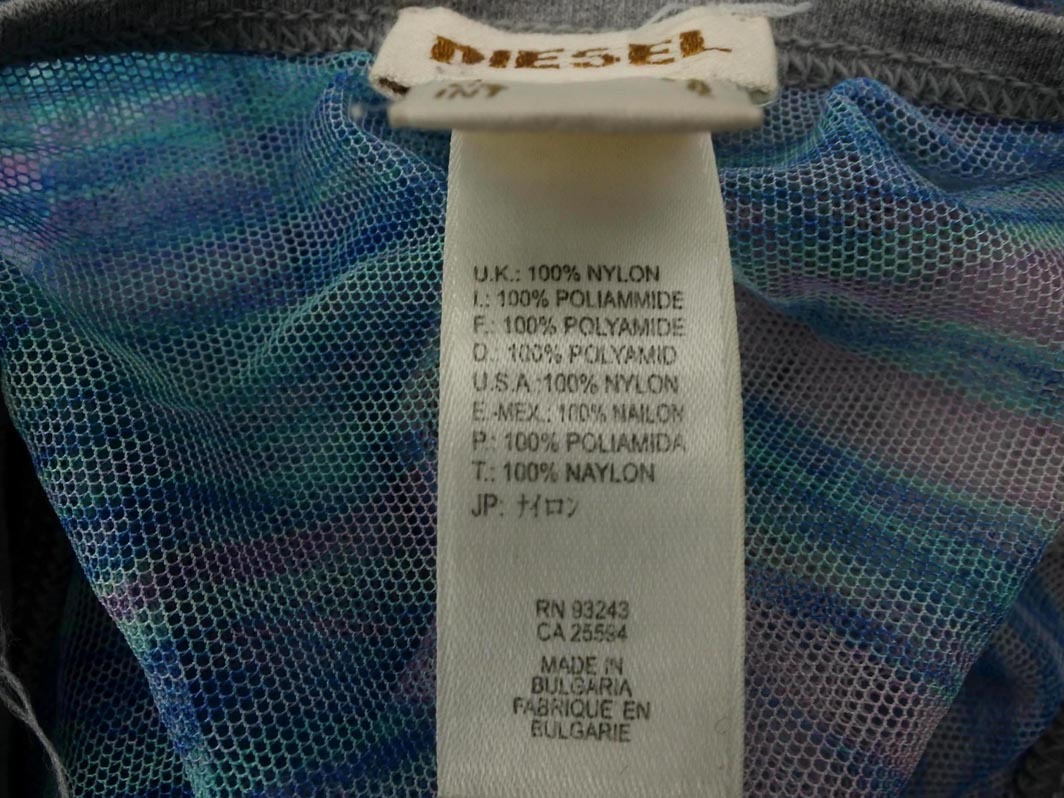 DIESEL
INT
U.K.: 100% NYLON
I.: 100% POLIAMMIDE
F.: 100% POLYAMIDE
D.: 100% POLYAMID
U.S.A.:100% NYLON
E.-MEX.: 100% NAILON
P.: 100% POLIAMIDA
T.: 100% NAYLON
JP: ナイロン
RN 93243
CA 25594
MADE IN
BULGARIA
FABRIQUE EN
BULGARIE